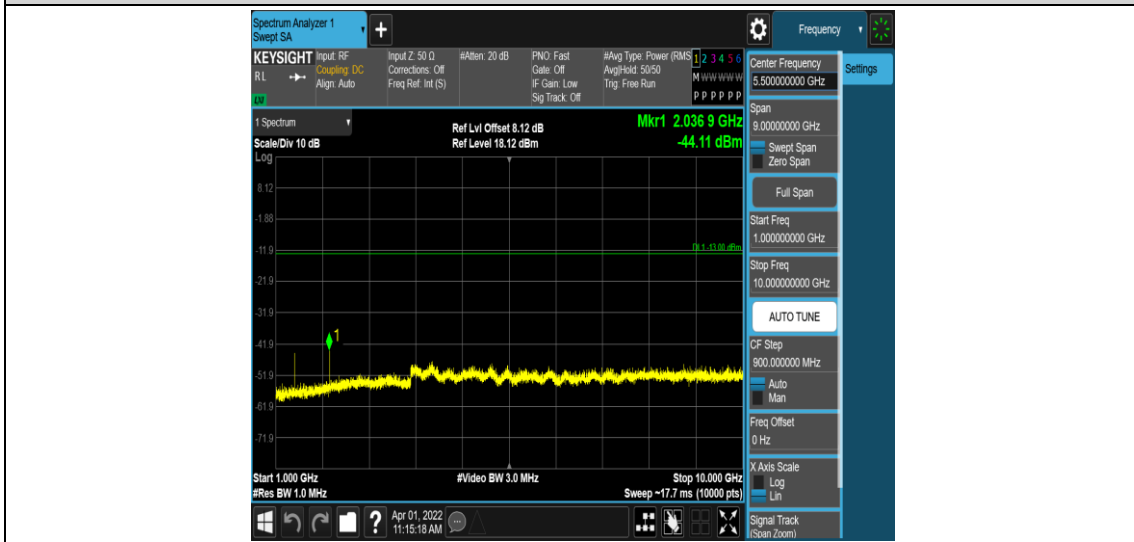 Spectrum Analyzer 1
Swept SA
+
Frequency
KEYSIGHT
RL
LXI
Input: RF
Coupling: DC
Align: Auto
Input Z: 50 Ω
Corrections: Off
Freq Ref: Int (S)
#Atten: 20 dB
PNO: Fast
Gate: Off
IF Gain: Low
Sig Track: Off
#Avg Type: Power (RMS
Avg|Hold: 50/50
Trig: Free Run
1 2 3 4 5 6
M W W W W W
P P P P P P
1 Spectrum
Scale/Div 10 dB
Log
Ref Lvl Offset 8.12 dB
Ref Level 18.12 dBm
Mkr1 2.036 9 GHz
-44.11 dBm
8.12
-1.88
-11.9
-21.9
-31.9
-41.9
-51.9
-61.9
-71.9
DL1 -13.00 dBm
1
Start 1.000 GHz
#Res BW 1.0 MHz
#Video BW 3.0 MHz
Stop 10.000 GHz
Sweep ~17.7 ms (10000 pts)
?
Apr 01, 2022
11:15:18 AM
Center Frequency
5.500000000 GHz
Settings
Span
9.00000000 GHz
Swept Span
Zero Span
Full Span
Start Freq
1.000000000 GHz
Stop Freq
10.000000000 GHz
AUTO TUNE
CF Step
900.000000 MHz
Auto
Man
Freq Offset
0 Hz
X Axis Scale
Log
Lin
Signal Track
(Span Zoom)